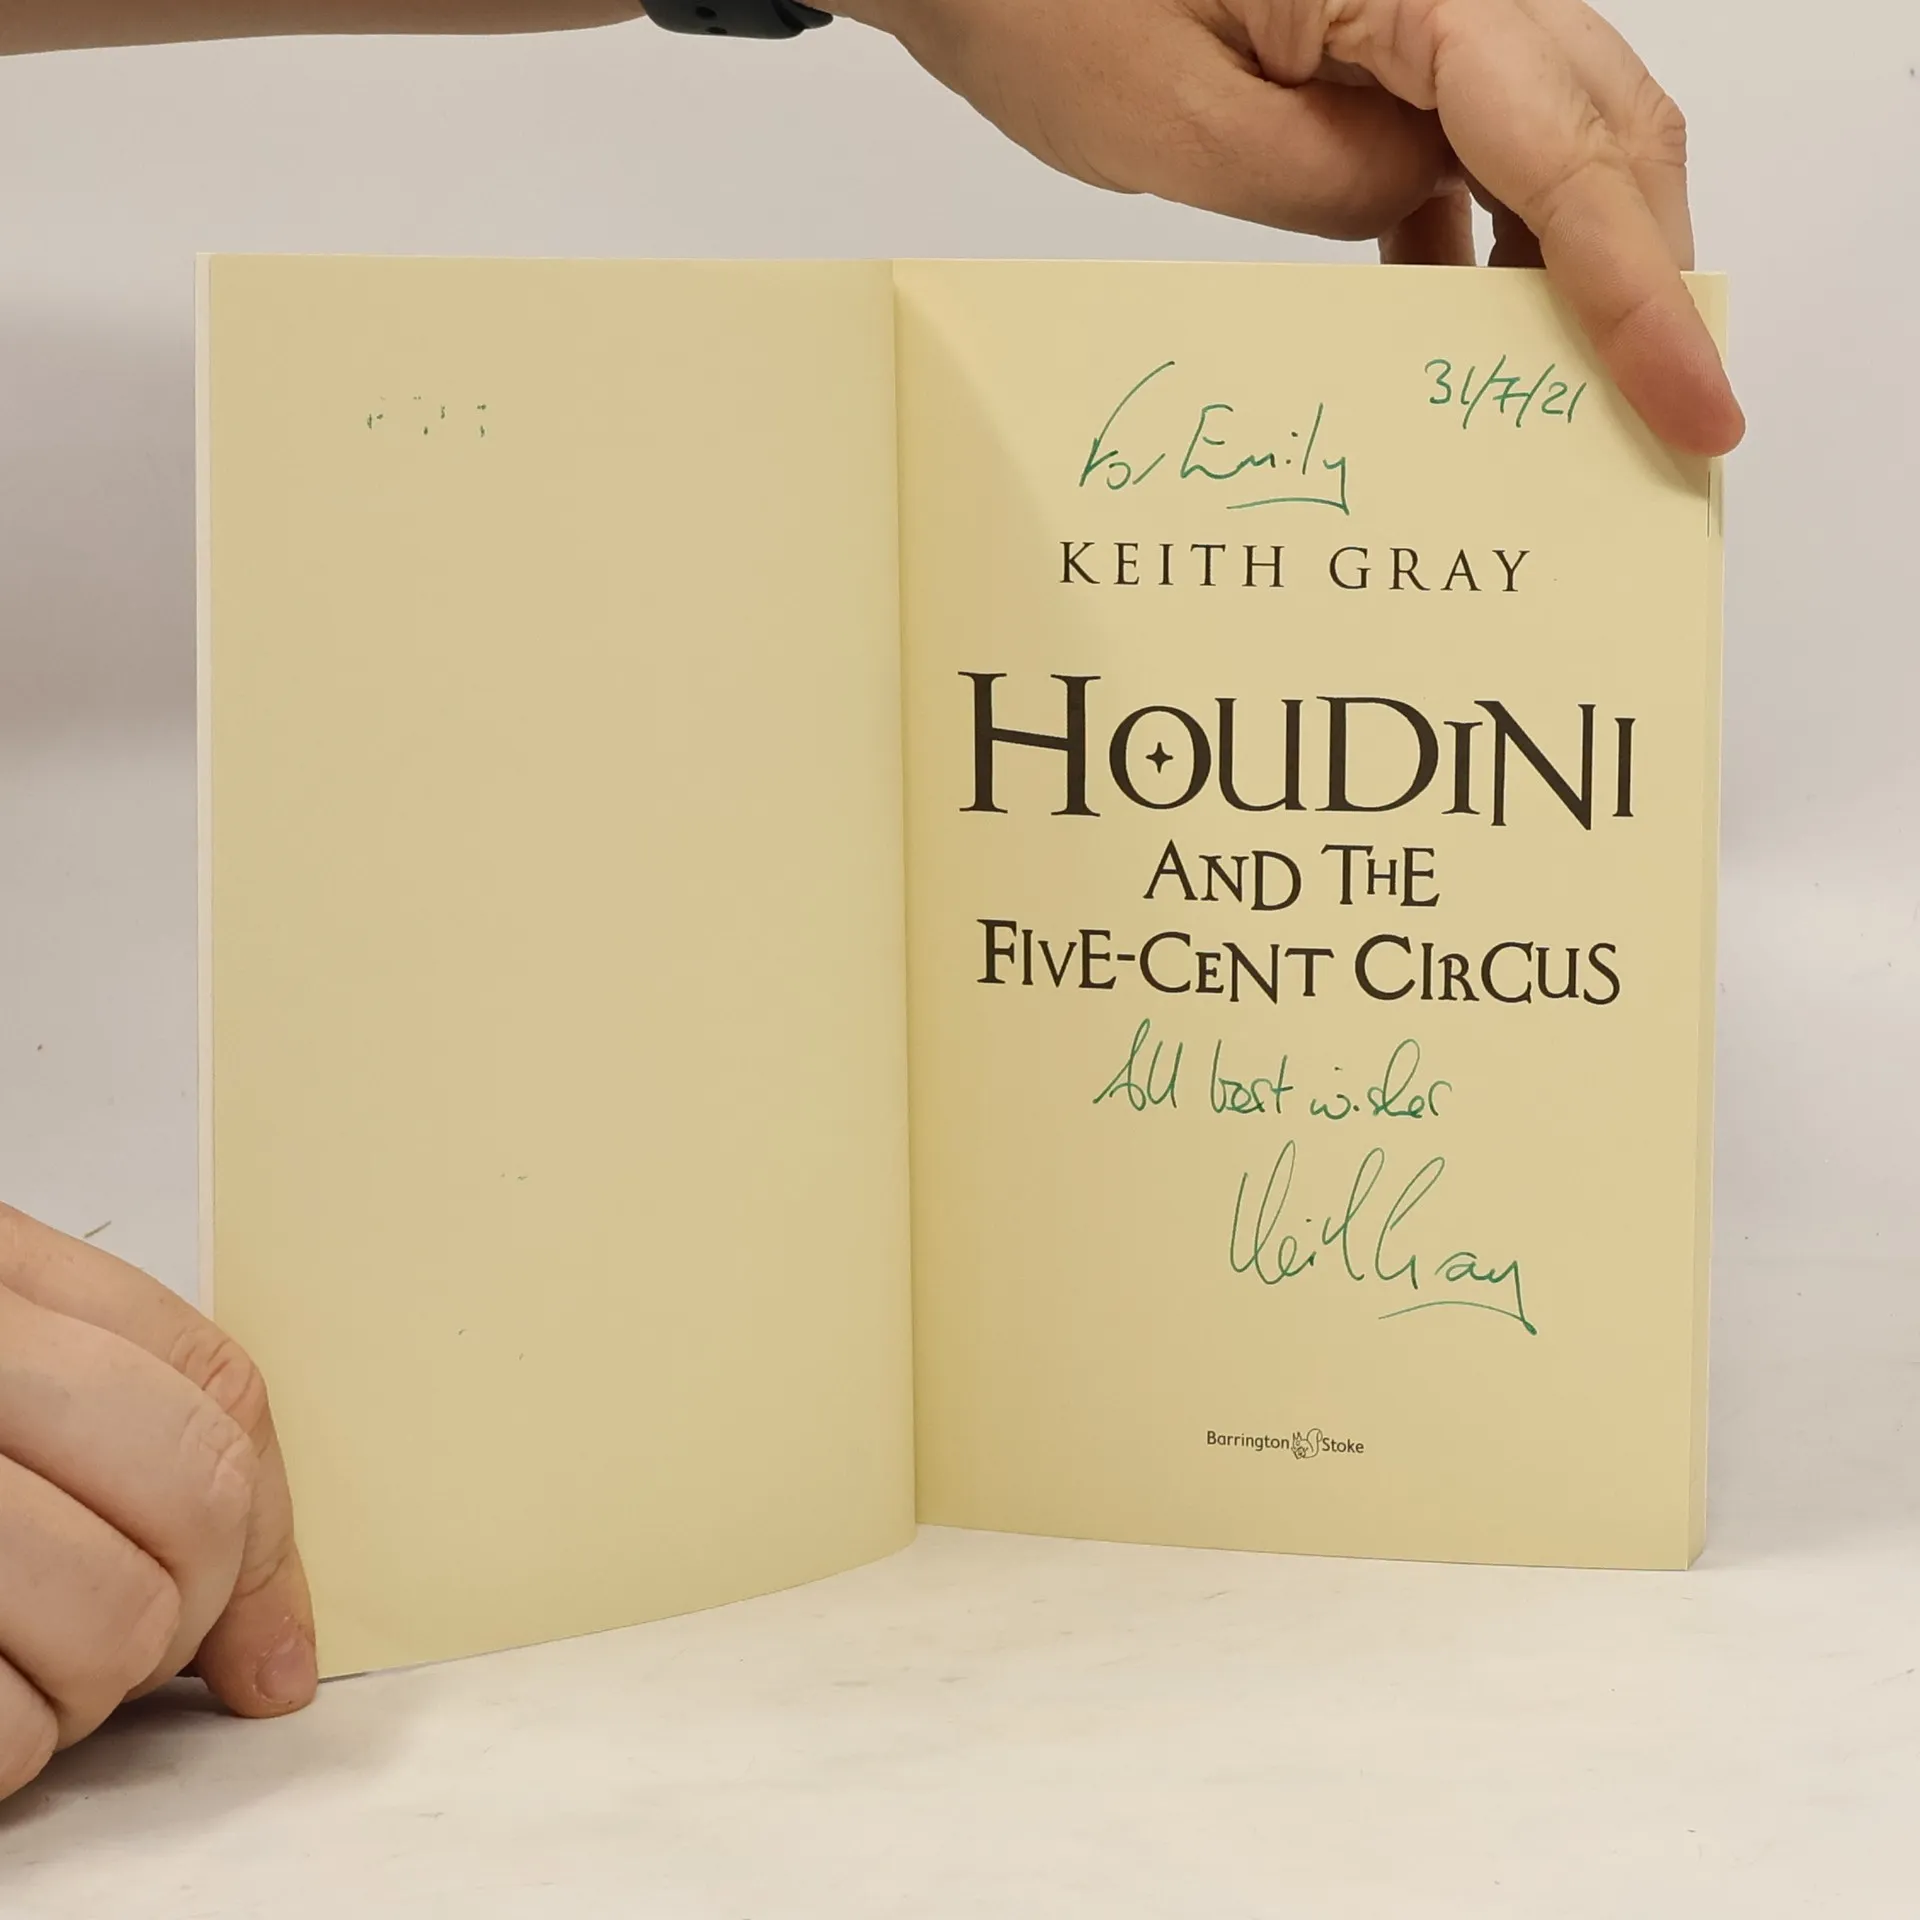 31/7/21
For Emily
KEITH GRAY
HOUDINI
AND THE
FIVE-CENT CIRCUS
All best wishes
Keith Gray
Barrington Stoke